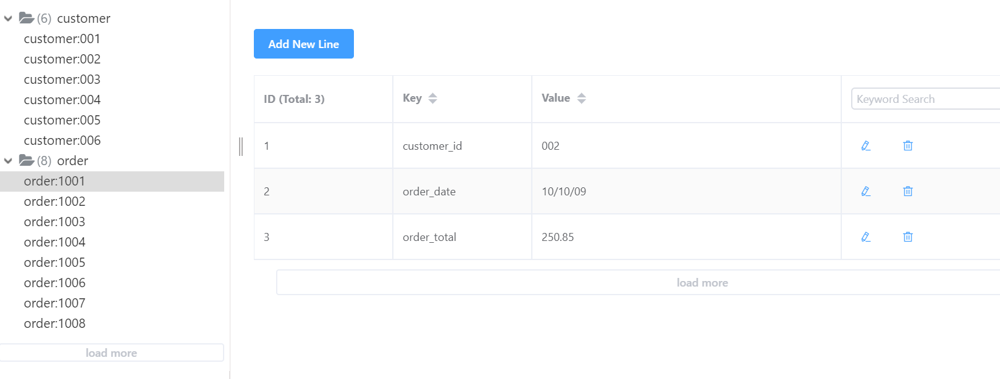 (6) customer
customer:001
customer:002
customer:003
customer:004
customer:005
customer:006
(8) order
order:1001
order:1002
order:1003
order:1004
order:1005
order:1006
order:1007
order:1008
load more
Add New Line
ID (Total: 3) Key Value Keyword Search
1 customer_id 002
2 order_date 10/10/09
3 order_total 250.85
load more